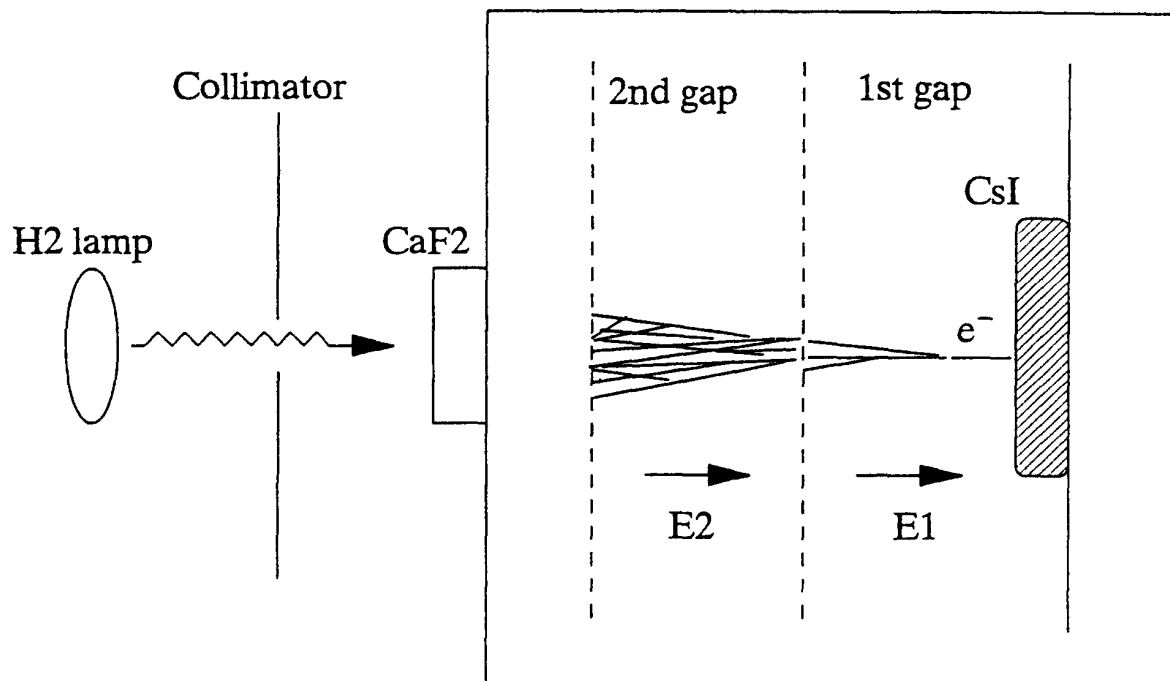 Collimator
2nd gap
1st gap
CsI
H2 lamp
CaF2
e⁻
E2
E1